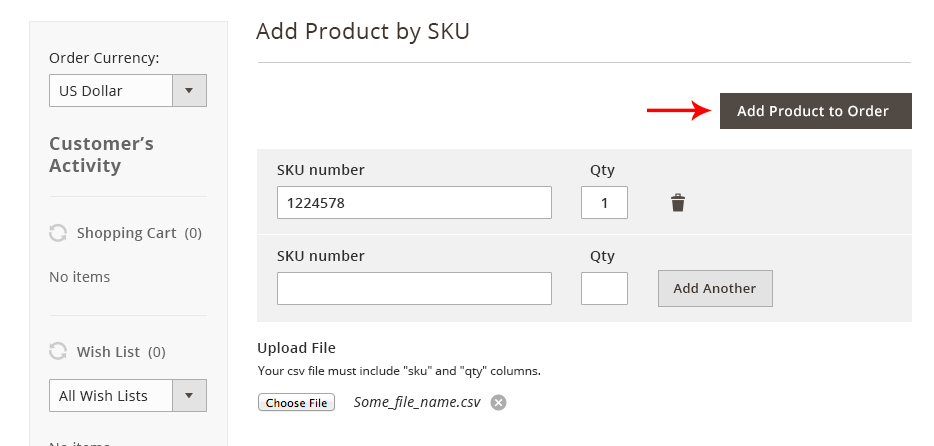 Order Currency:
US Dollar
Customer’s
Activity
Shopping Cart (0)
No items
Wish List (0)
All Wish Lists
No items
Add Product by SKU
Add Product to Order
SKU number Qty
1224578 1
SKU number Qty
Add Another
Upload File
Your csv file must include "sku" and "qty" columns.
Choose File Some_file_name.csv